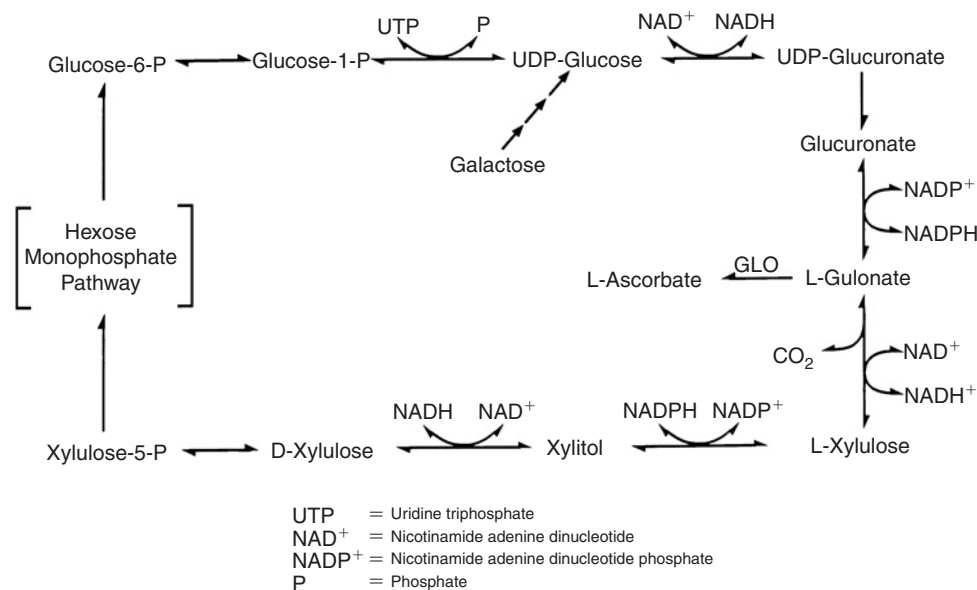 UTP P NAD+ NADH
Glucose-6-P Glucose-1-P UDP-Glucose UDP-Glucuronate
Galactose
Glucuronate
NADP+
NADPH
Hexose
Monophosphate
Pathway
L-Ascorbate GLO L-Gulonate
CO2
NAD+
NADH+
NADH NAD+ NADPH NADP+
Xylulose-5-P D-Xylulose Xylitol L-Xylulose
UTP = Uridine triphosphate
NAD+ = Nicotinamide adenine dinucleotide
NADP+ = Nicotinamide adenine dinucleotide phosphate
P = Phosphate